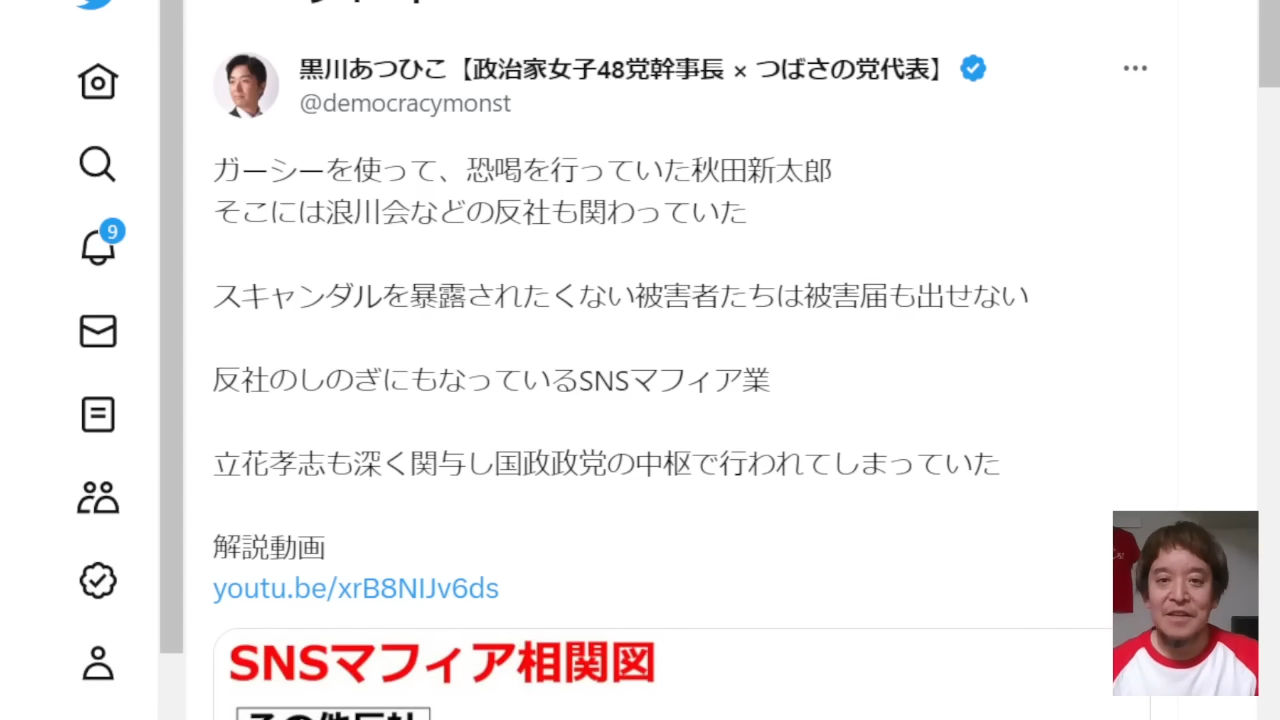 黒川あつひこ【政治家女子48党幹事長 × つばさの党代表】
@democracymonst
ガーシーを使って、恐喝を行っていた秋田新太郎
そこには浪川会などの反社も関わっていた
スキャンダルを暴露されたくない被害者たちは被害届も出せない
反社のしのぎにもなっているSNSマフィア業
立花孝志も深く関与し国政政党の中枢で行われてしまっていた
解説動画
youtu.be/xrB8NIJv6ds
SNSマフィア相関図
その他反社
9